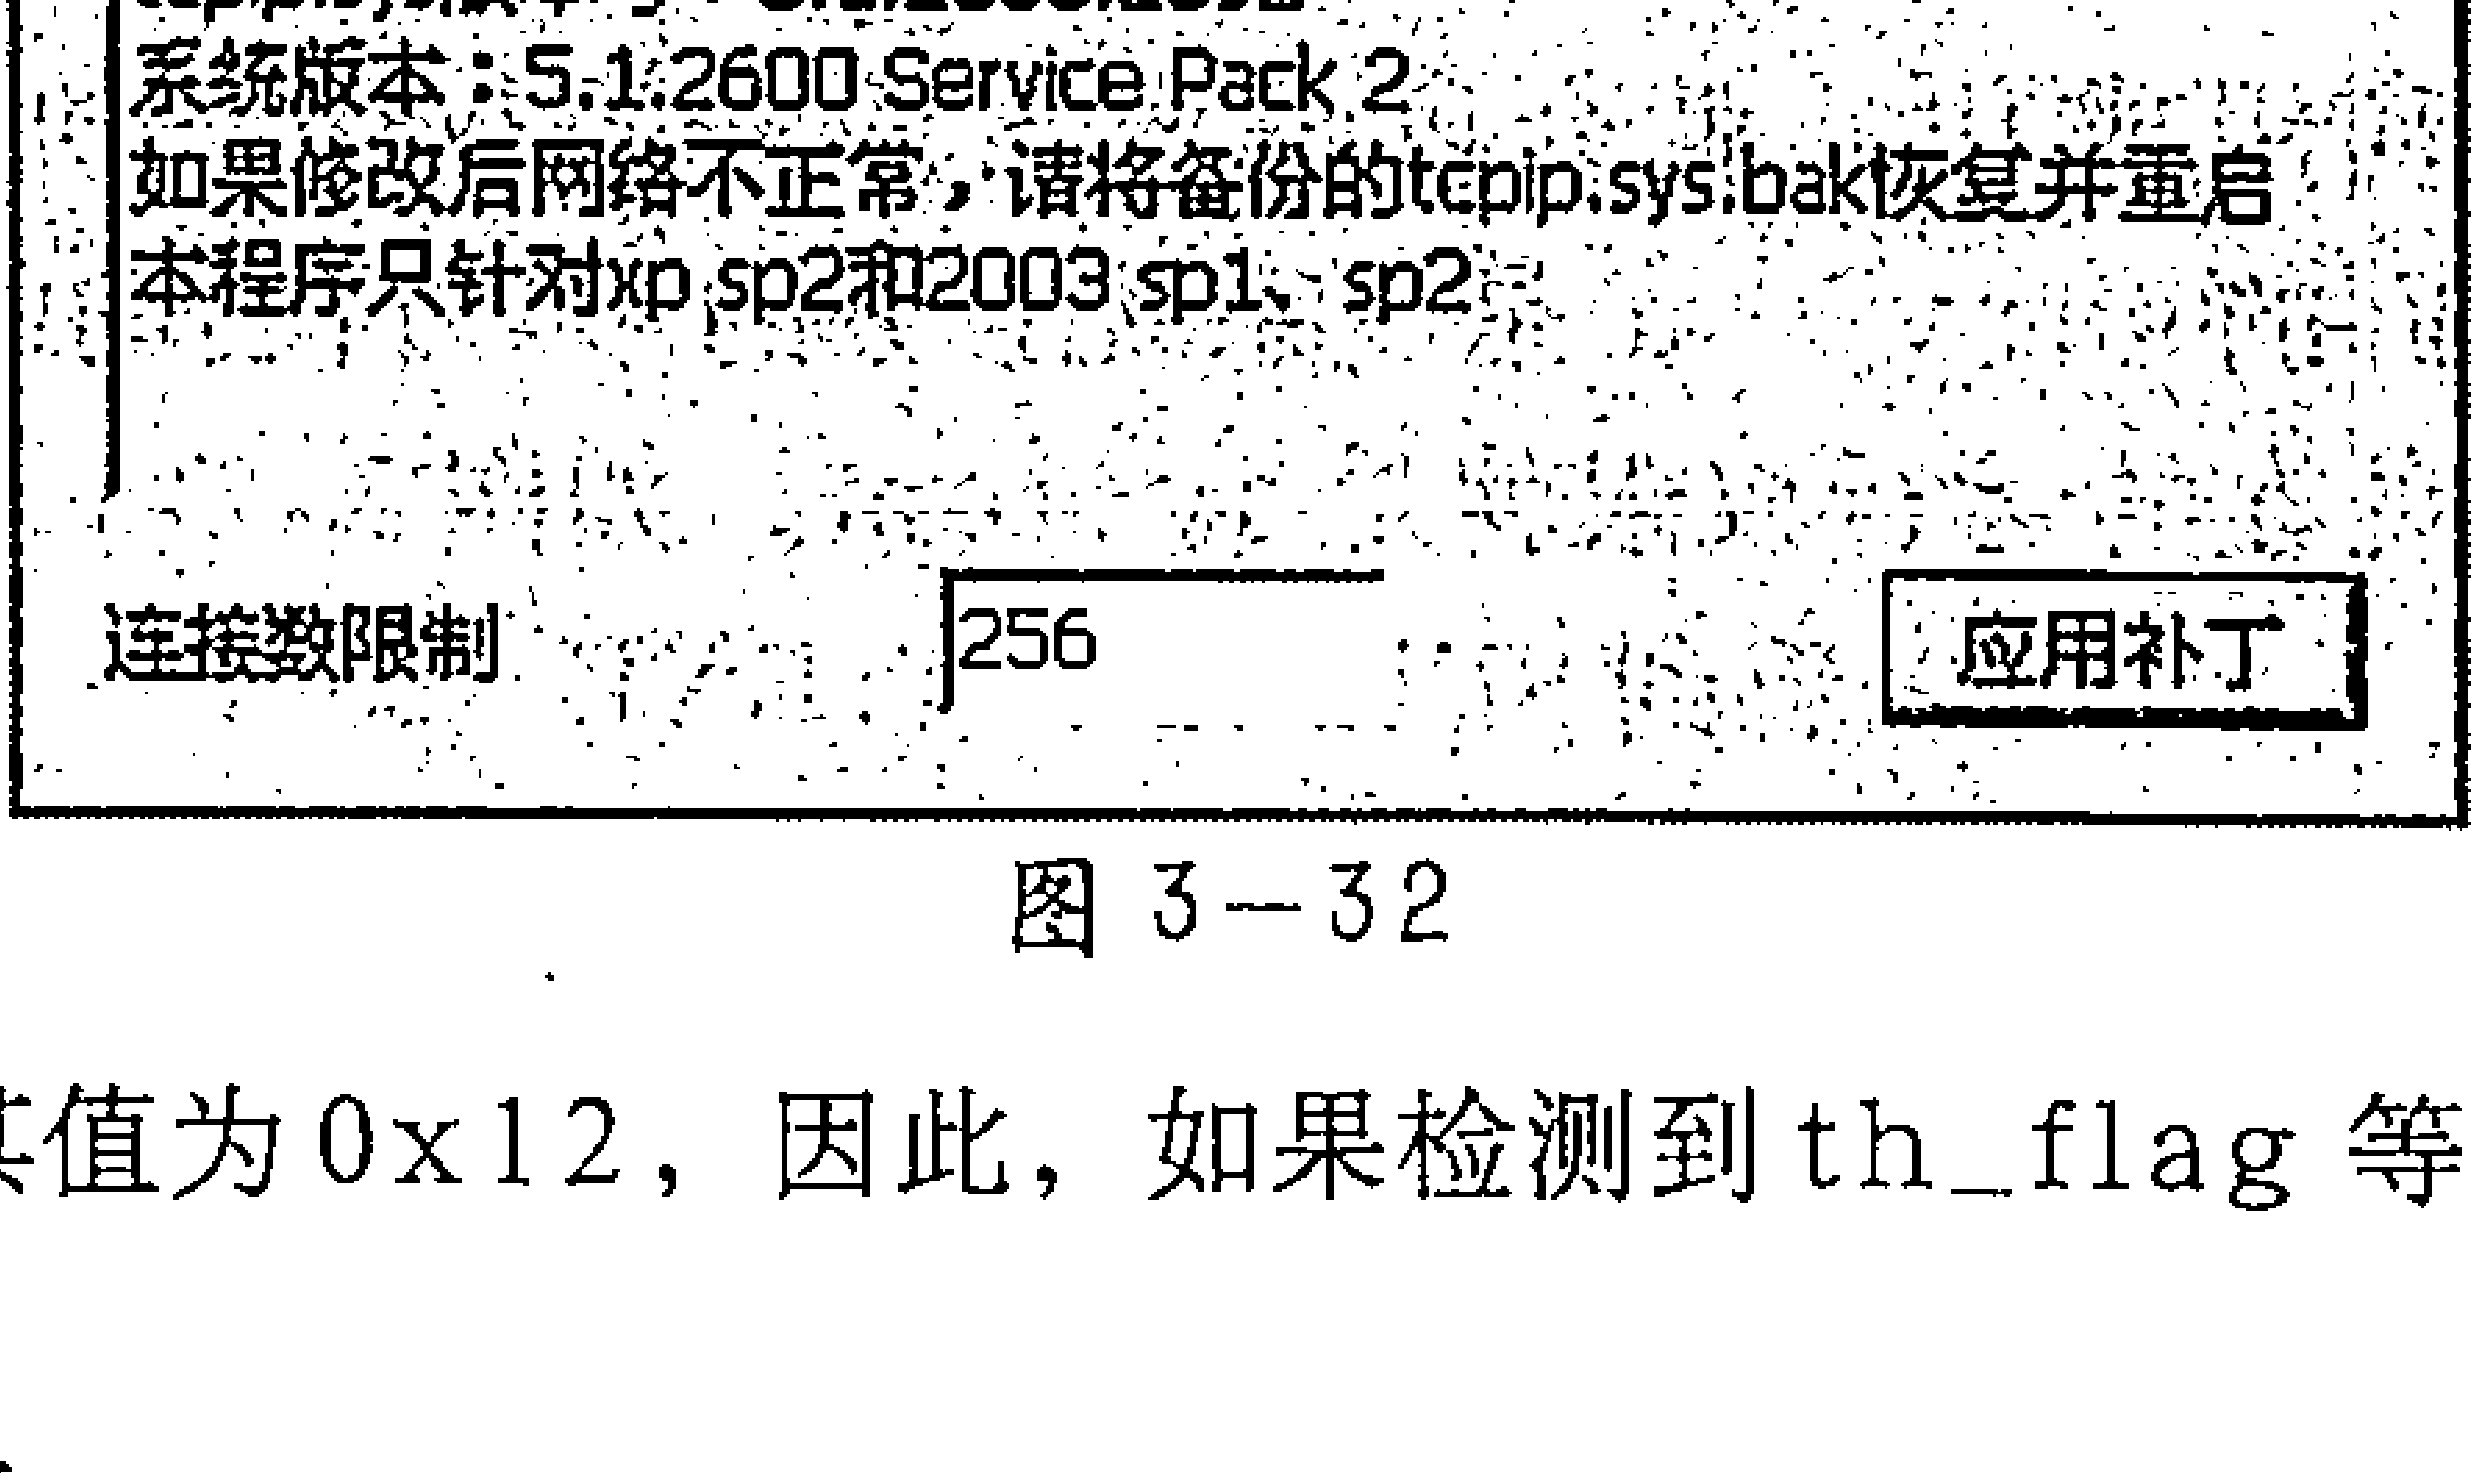 系统版本：5.1.2600 Service Pack 2
如果修改后网络不正常，请将备份的tcpip.sys.bak恢复并重启
本程序只针对xp sp2和2003 sp1、sp2
连接数限制 256 应用补丁
图 3—32
其值为0x12，因此，如果检测到th_flag等